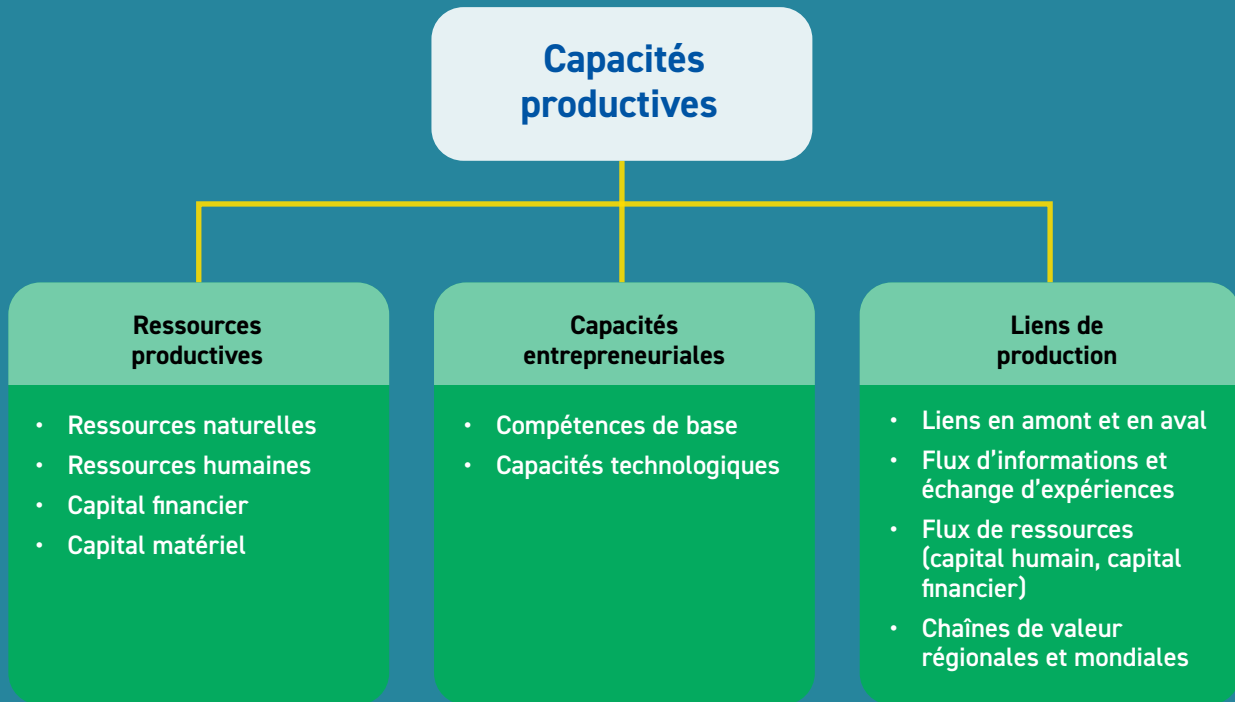 Capacités
productives
Ressources
productives
• Ressources naturelles
• Ressources humaines
• Capital financier
• Capital matériel
Capacités
entrepreneuriales
• Compétences de base
• Capacités technologiques
Liens de
production
• Liens en amont et en aval
• Flux d’informations et
échange d’expériences
• Flux de ressources
(capital humain, capital
financier)
• Chaînes de valeur
régionales et mondiales